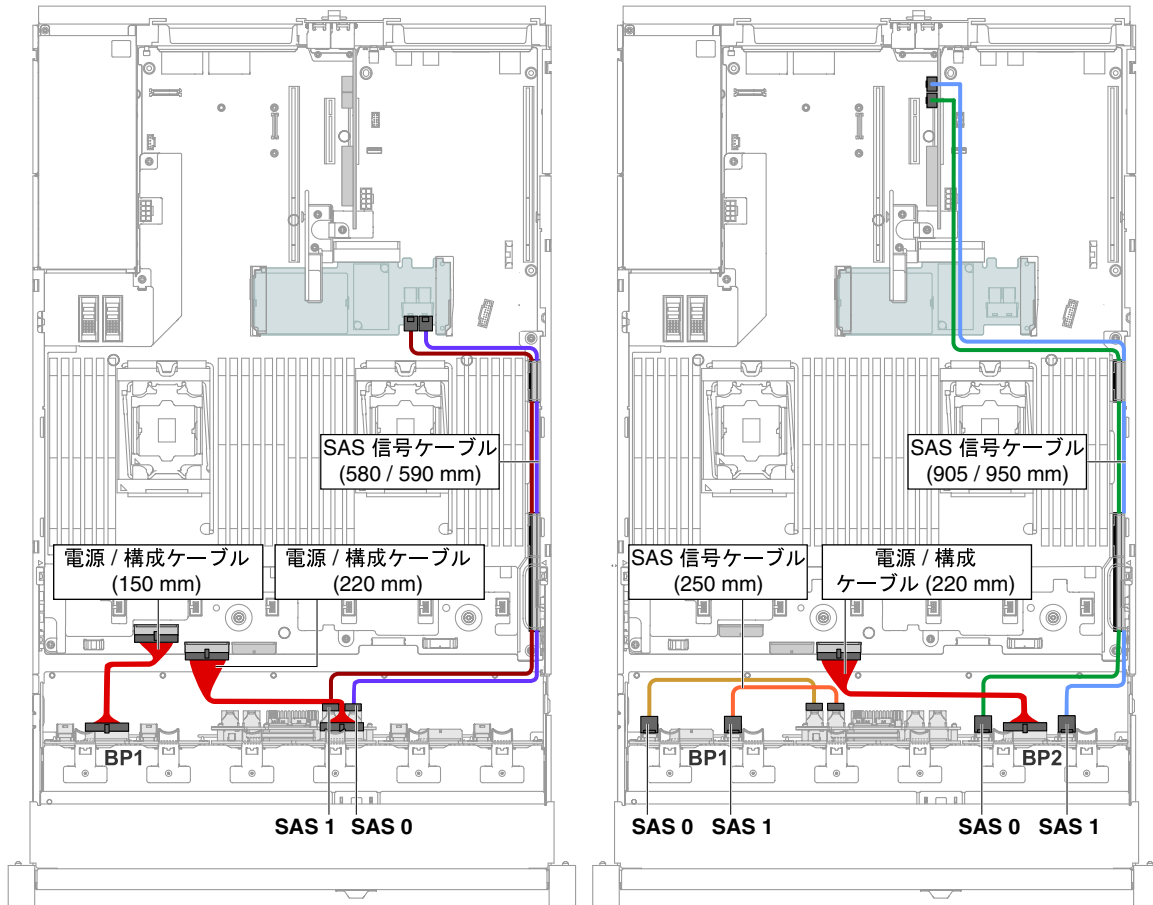 SAS 信号ケーブル
(580 / 590 mm)
電源 / 構成ケーブル
(150 mm)
電源 / 構成ケーブル
(220 mm)
BP1
SAS 1
SAS 0
SAS 信号ケーブル
(905 / 950 mm)
SAS 信号ケーブル
(250 mm)
電源 / 構成
ケーブル (220 mm)
BP1
BP2
SAS 0
SAS 1
SAS 0
SAS 1